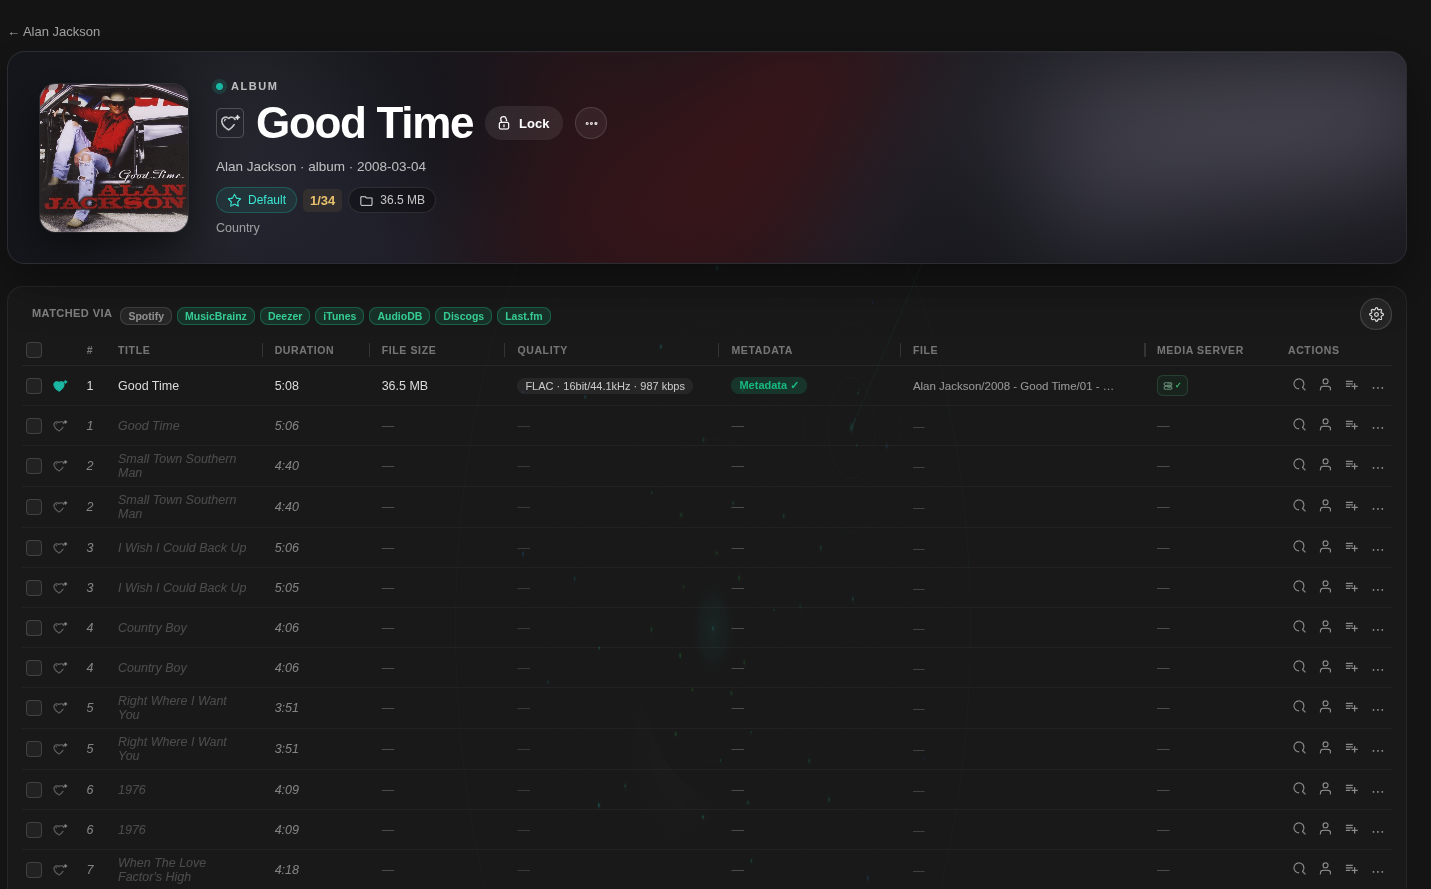 ← Alan Jackson
ALBUM
Good Time
Lock
Good Time
ALAN
JACKSON
Alan Jackson · album · 2008-03-04
Default
1/34
36.5 MB
Country
MATCHED VIA Spotify MusicBrainz Deezer iTunes AudioDB Discogs Last.fm
# TITLE DURATION FILE SIZE QUALITY METADATA FILE MEDIA SERVER ACTIONS
1 Good Time 5:08 36.5 MB FLAC · 16bit/44.1kHz · 987 kbps Metadata ✓ Alan Jackson/2008 - Good Time/01 - … ✓ ...
1 Good Time 5:06 — — — — — ...
2 Small Town Southern
Man 4:40 — — — — — ...
2 Small Town Southern
Man 4:40 — — — — — ...
3 I Wish I Could Back Up 5:06 — — — — — ...
3 I Wish I Could Back Up 5:05 — — — — — ...
4 Country Boy 4:06 — — — — — ...
4 Country Boy 4:06 — — — — — ...
5 Right Where I Want
You 3:51 — — — — — ...
5 Right Where I Want
You 3:51 — — — — — ...
6 1976 4:09 — — — — — ...
6 1976 4:09 — — — — — ...
7 When The Love
Factor's High 4:18 — — — — — ...